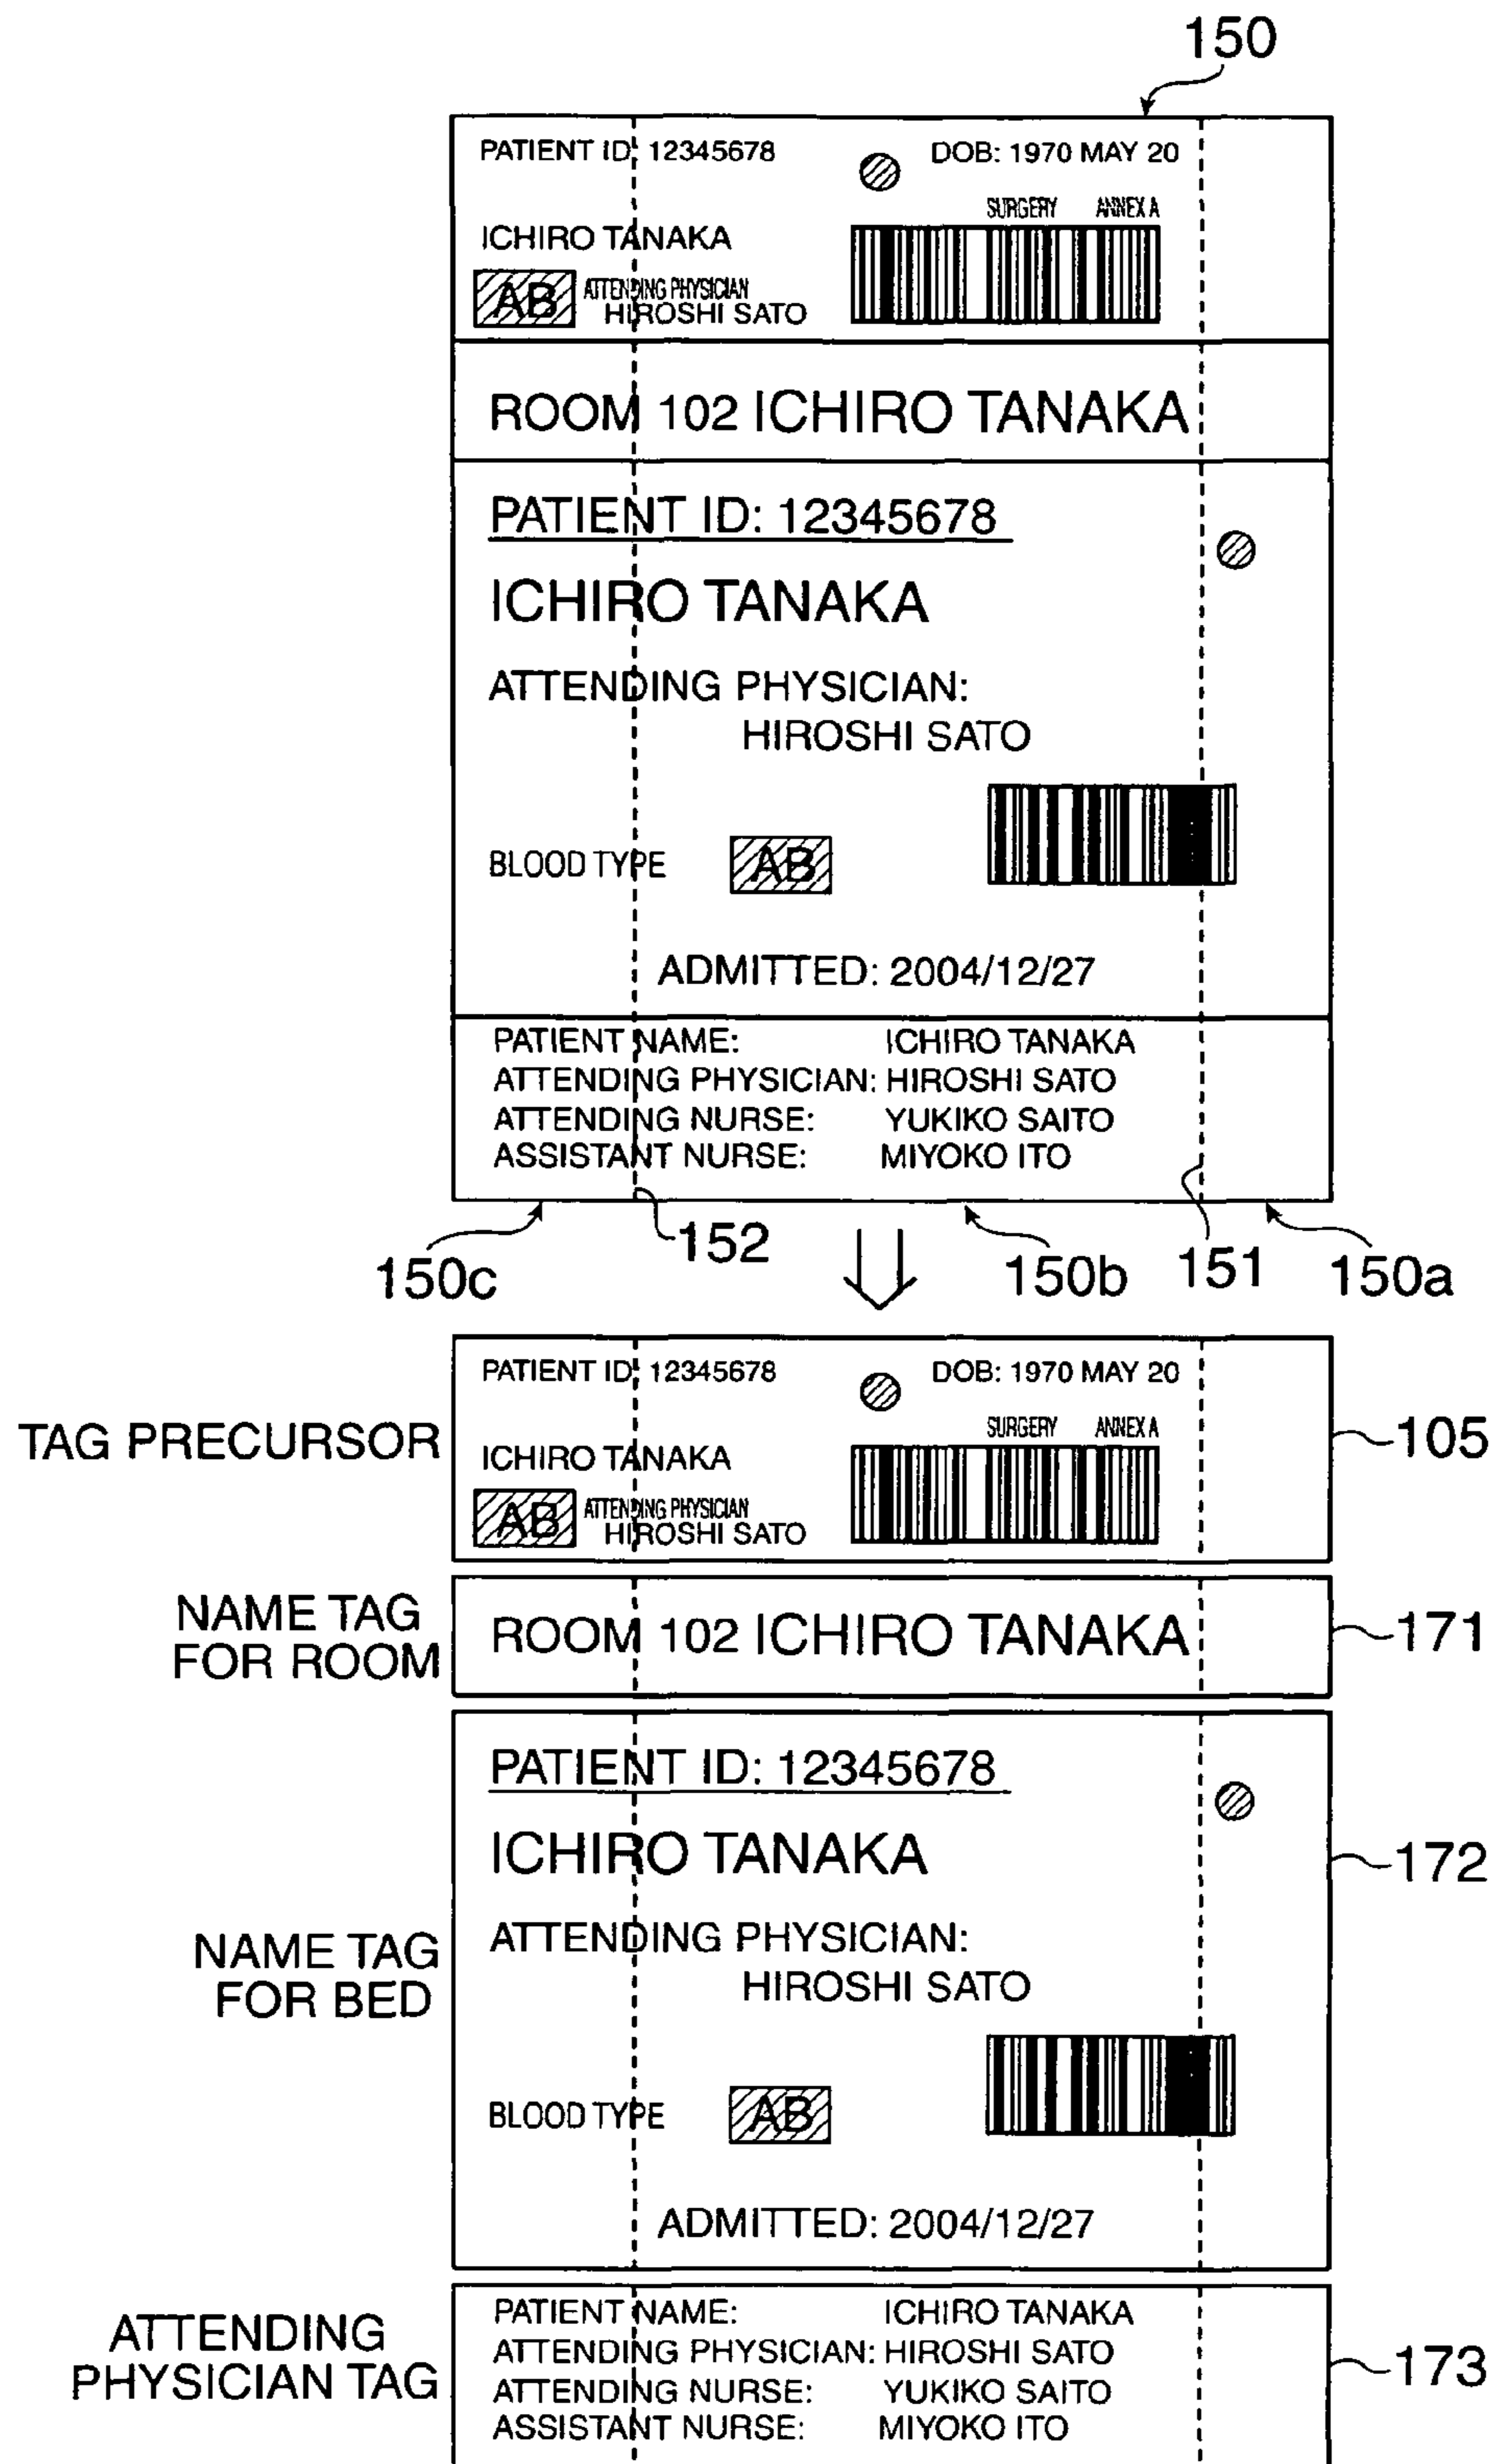 150
PATIENT ID: 12345678 DOB: 1970 MAY 20
SURGERY ANNEX A
ICHIRO TANAKA
AB ATTENDING PHYSICIAN
HIROSHI SATO
ROOM 102 ICHIRO TANAKA
PATIENT ID: 12345678
ICHIRO TANAKA
ATTENDING PHYSICIAN:
HIROSHI SATO
BLOOD TYPE AB
ADMITTED: 2004/12/27
PATIENT NAME: ICHIRO TANAKA
ATTENDING PHYSICIAN: HIROSHI SATO
ATTENDING NURSE: YUKIKO SAITO
ASSISTANT NURSE: MIYOKO ITO
150c 152 150b 151 150a
PATIENT ID: 12345678 DOB: 1970 MAY 20
SURGERY ANNEX A
TAG PRECURSOR 105
ICHIRO TANAKA
AB ATTENDING PHYSICIAN
HIROSHI SATO
NAME TAG
FOR ROOM
ROOM 102 ICHIRO TANAKA 171
PATIENT ID: 12345678
ICHIRO TANAKA 172
ATTENDING PHYSICIAN:
HIROSHI SATO
NAME TAG
FOR BED
BLOOD TYPE AB
ADMITTED: 2004/12/27
ATTENDING
PHYSICIAN TAG
PATIENT NAME: ICHIRO TANAKA
ATTENDING PHYSICIAN: HIROSHI SATO 173
ATTENDING NURSE: YUKIKO SAITO
ASSISTANT NURSE: MIYOKO ITO